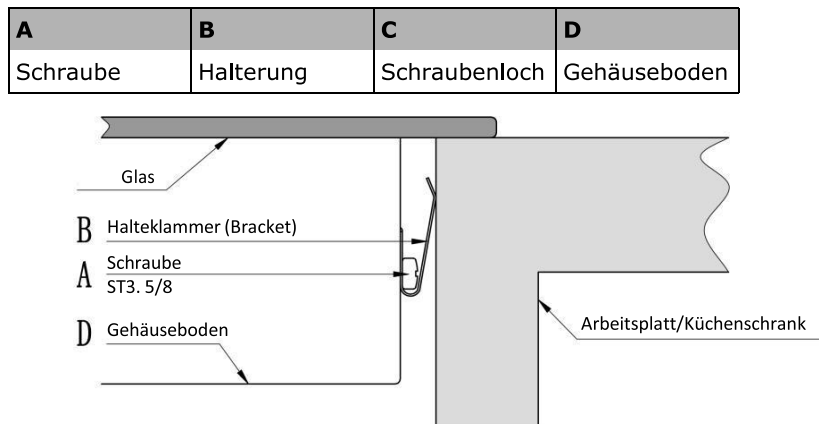 A B C D
Schraube Halterung Schraubenloch Gehäuseboden
Glas
B Halteklammer (Bracket)
A Schraube
ST3. 5/8
D Gehäuseboden
Arbeitsplatt/Küchenschrank